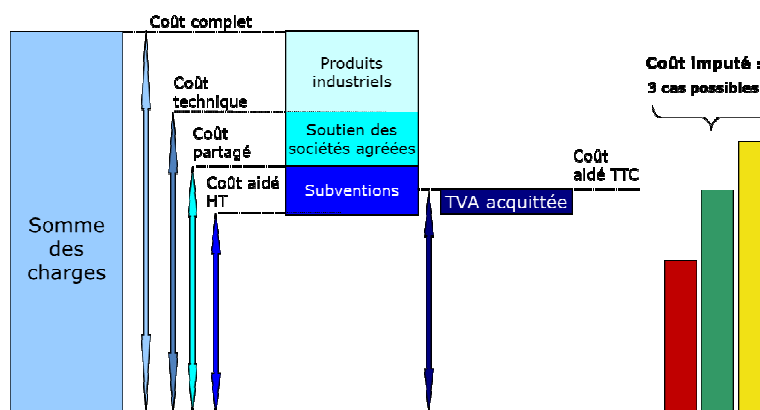 Coût complet
Produits
industriels
Coût imputé :
3 cas possibles
Coût
technique
Soutien des
sociétés agréées
Coût
partagé
Coût
aidé TTC
Coût aidé
HT
Subventions
TVA acquittée
Somme
des
charges